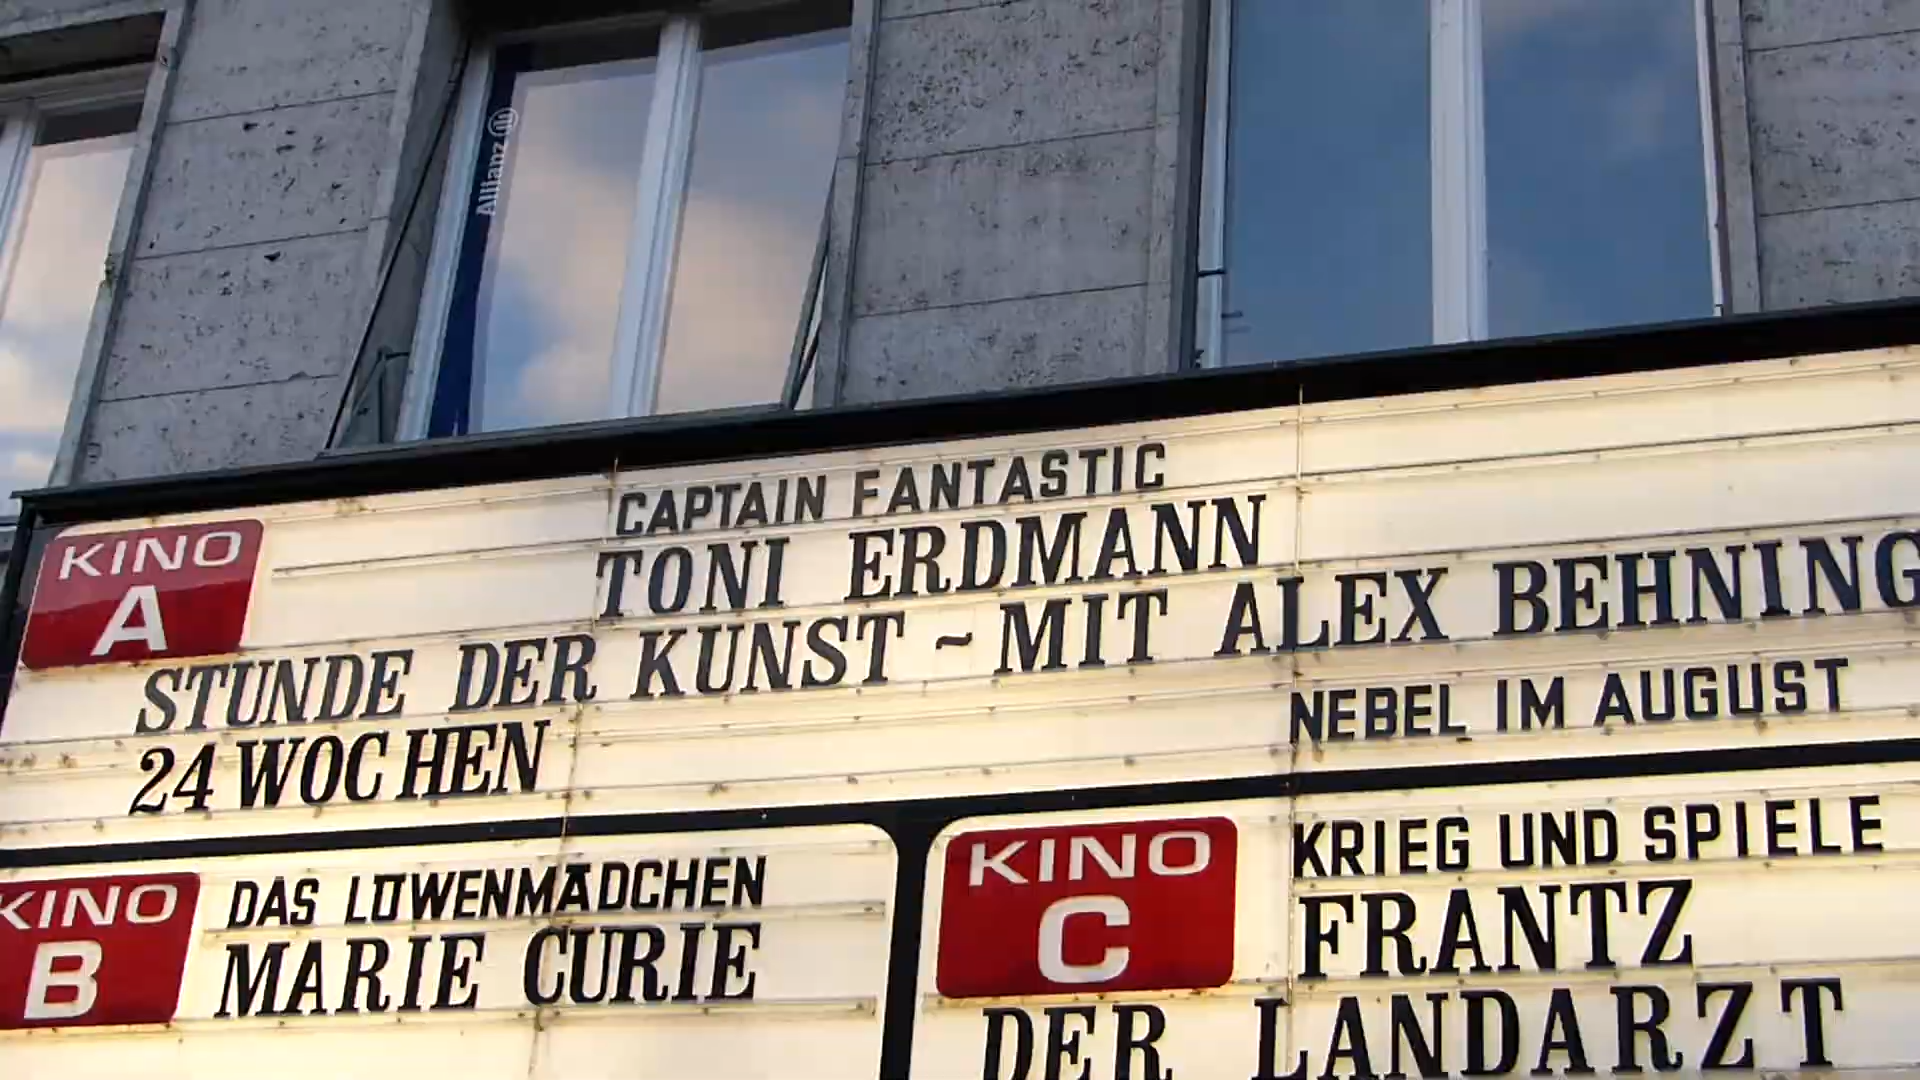 Allianz
CAPTAIN FANTASTIC
KINO
A
TONI ERDMANN
STUNDE DER KUNST ~ MIT ALEX BEHNING
24 WOCHEN
NEBEL IM AUGUST
KINO
B
DAS LÖWENMÄDCHEN
MARIE CURIE
KINO
C
KRIEG UND SPIELE
FRANTZ
DER LANDARZT